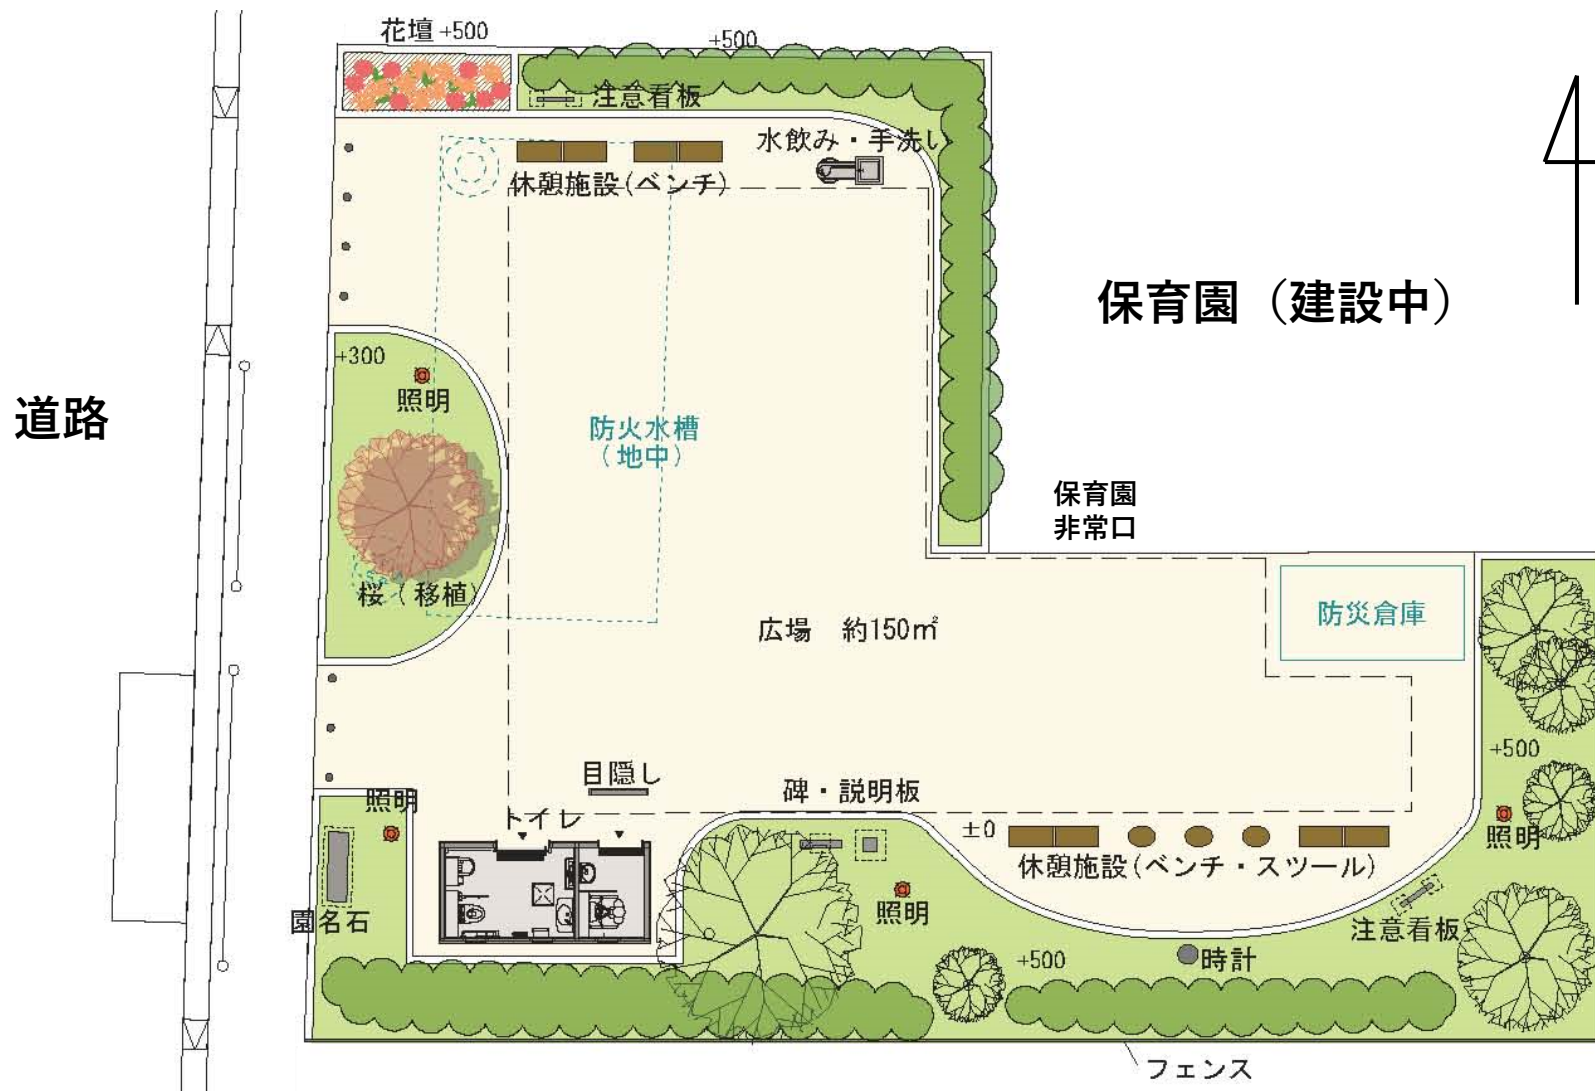 花壇 +500
+500
注意看板
水飲み・手洗い
休憩施設(ベンチ)
保育園（建設中）
+300
照明
道路
防火水槽
（地中）
保育園
非常口
桜（移植）
広場　約150㎡
防災倉庫
+500
目隠し
碑・説明板
照明
トイレ
±0
照明
休憩施設(ベンチ・スツール)
園名石
照明
注意看板
+500
時計
フェンス